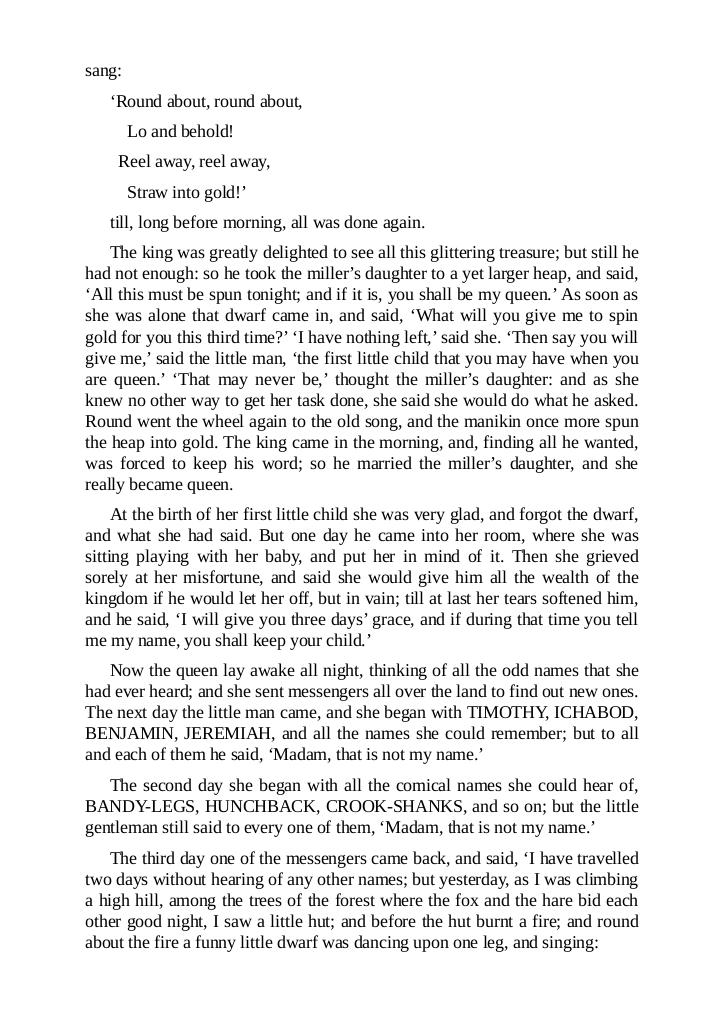 sang:
‘Round about, round about,
Lo and behold!
Reel away, reel away,
Straw into gold!’
till, long before morning, all was done again.
The king was greatly delighted to see all this glittering treasure; but still he
had not enough: so he took the miller’s daughter to a yet larger heap, and said,
‘All this must be spun tonight; and if it is, you shall be my queen.’ As soon as
she was alone that dwarf came in, and said, ‘What will you give me to spin
gold for you this third time?’ ‘I have nothing left,’ said she. ‘Then say you will
give me,’ said the little man, ‘the first little child that you may have when you
are queen.’ ‘That may never be,’ thought the miller’s daughter: and as she
knew no other way to get her task done, she said she would do what he asked.
Round went the wheel again to the old song, and the manikin once more spun
the heap into gold. The king came in the morning, and, finding all he wanted,
was forced to keep his word; so he married the miller’s daughter, and she
really became queen.
At the birth of her first little child she was very glad, and forgot the dwarf,
and what she had said. But one day he came into her room, where she was
sitting playing with her baby, and put her in mind of it. Then she grieved
sorely at her misfortune, and said she would give him all the wealth of the
kingdom if he would let her off, but in vain; till at last her tears softened him,
and he said, ‘I will give you three days’ grace, and if during that time you tell
me my name, you shall keep your child.’
Now the queen lay awake all night, thinking of all the odd names that she
had ever heard; and she sent messengers all over the land to find out new ones.
The next day the little man came, and she began with TIMOTHY, ICHABOD,
BENJAMIN, JEREMIAH, and all the names she could remember; but to all
and each of them he said, ‘Madam, that is not my name.’
The second day she began with all the comical names she could hear of,
BANDY-LEGS, HUNCHBACK, CROOK-SHANKS, and so on; but the little
gentleman still said to every one of them, ‘Madam, that is not my name.’
The third day one of the messengers came back, and said, ‘I have travelled
two days without hearing of any other names; but yesterday, as I was climbing
a high hill, among the trees of the forest where the fox and the hare bid each
other good night, I saw a little hut; and before the hut burnt a fire; and round
about the fire a funny little dwarf was dancing upon one leg, and singing: